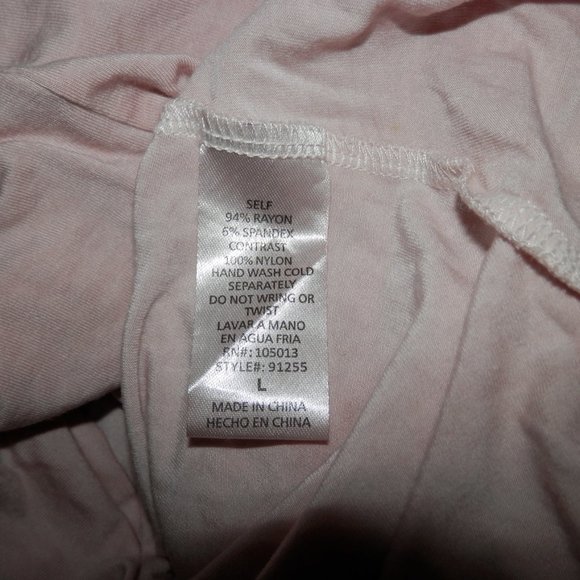 SELF
94% RAYON
6% SPANDEX
CONTRAST
100% NYLON
HAND WASH COLD
SEPARATELY
DO NOT WRING OR
TWIST
LAVAR A MANO
EN AGUA FRIA
RN#: 105013
STYLE#: 91255
L
MADE IN CHINA
HECHO EN CHINA